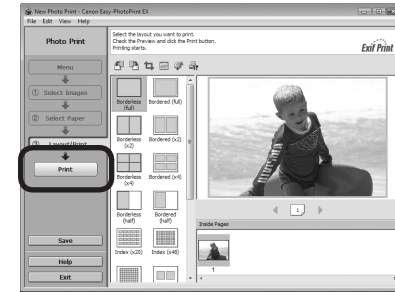 New Photo Print - Canon Easy-PhotoPrint EX
File Edit View Help
Photo Print
Menu
① Select Images
② Select Paper
③ Layout/Print
Print
Save
Help
Exit
Select the layout you want to print.
Check the Preview and click the Print button.
Printing starts.
Exif Print
Borderless (full)
Bordered (full)
Borderless (x2)
Bordered (x2)
Borderless (x4)
Bordered (x4)
Borderless (half)
Bordered (half)
Index (x20)
Index (x48)
1
Inside Pages
1